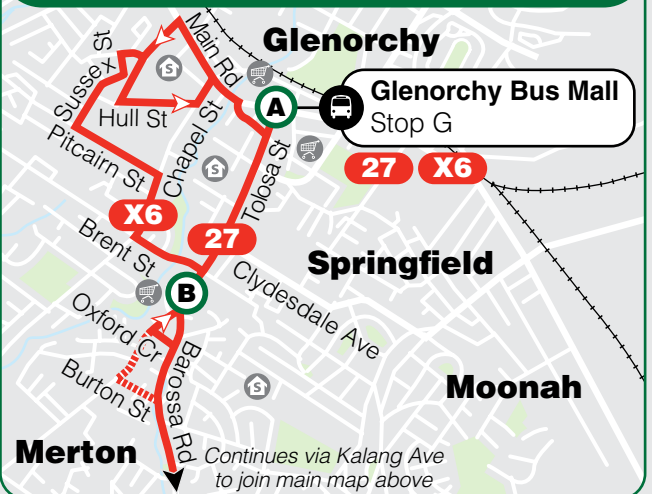 Main Rd
Glenorchy
Sussex St
A
Glenorchy Bus Mall
Stop G
S
Hull St
27 X6
Pitcairn St
Chapel St
S
Tolosa St
X6
27
Brent St
Springfield
B
Clydesdale Ave
Oxford Cr
Burton St
Barossa Rd
S
Moonah
Merton
Continues via Kalang Ave
to join main map above